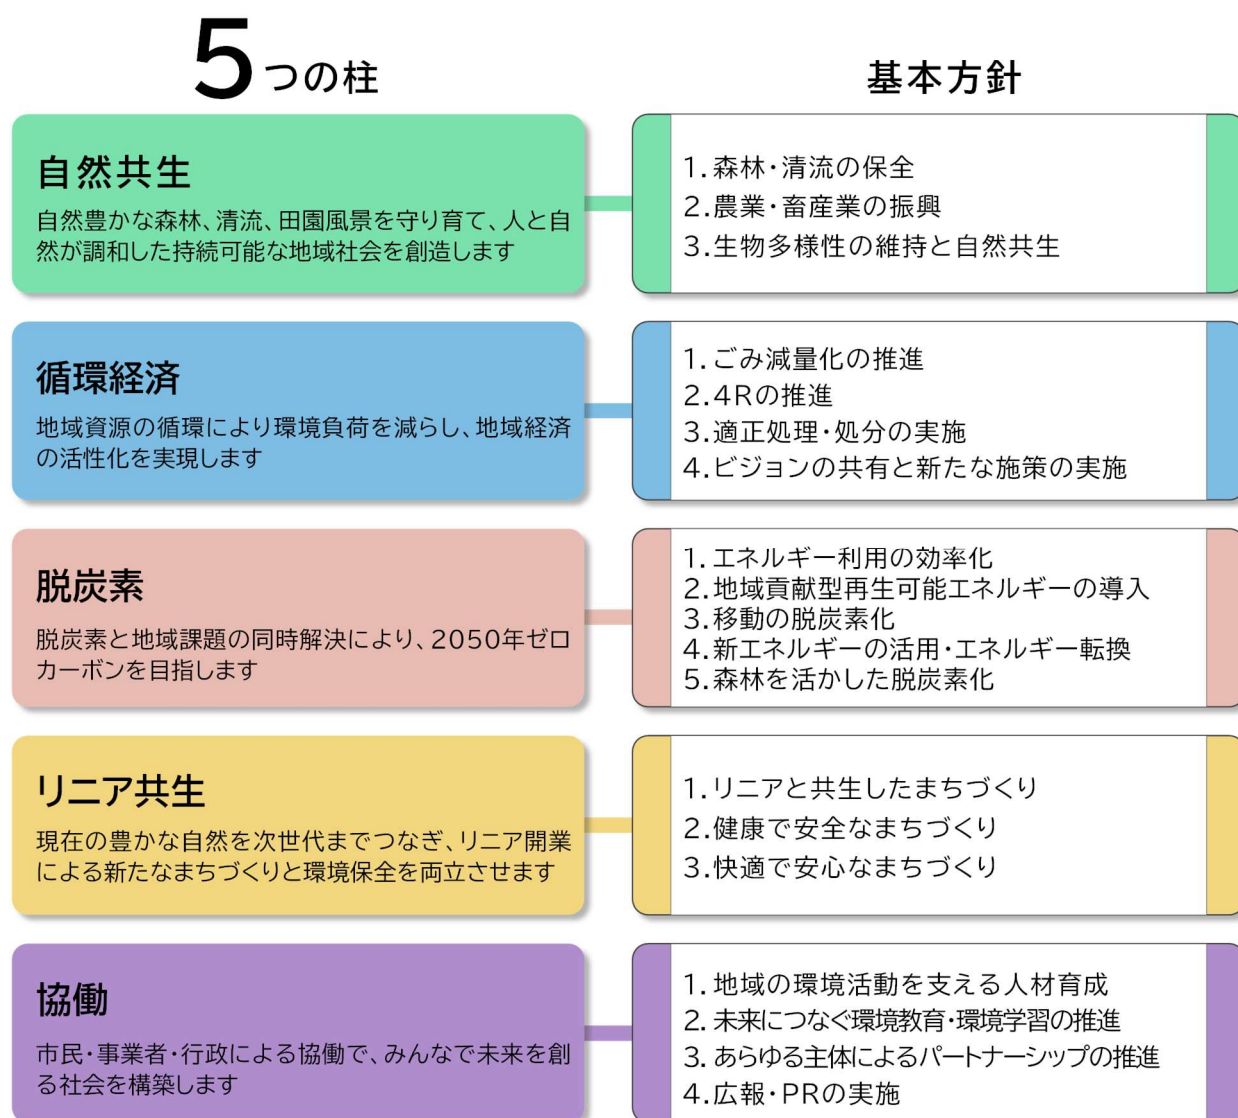 5つの柱
基本方針
自然共生
自然豊かな森林、清流、田園風景を守り育て、人と自
然が調和した持続可能な地域社会を創造します
1.森林・清流の保全
2.農業・畜産業の振興
3.生物多様性の維持と自然共生
循環経済
地域資源の循環により環境負荷を減らし、地域経済
の活性化を実現します
1.ごみ減量化の推進
2.4Rの推進
3.適正処理・処分の実施
4.ビジョンの共有と新たな施策の実施
脱炭素
脱炭素と地域課題の同時解決により、2050年ゼロ
カーボンを目指します
1.エネルギー利用の効率化
2.地域貢献型再生可能エネルギーの導入
3.移動の脱炭素化
4.新エネルギーの活用・エネルギー転換
5.森林を活かした脱炭素化
リニア共生
現在の豊かな自然を次世代までつなぎ、リニア開業
による新たなまちづくりと環境保全を両立させます
1.リニアと共生したまちづくり
2.健康で安全なまちづくり
3.快適で安心なまちづくり
協働
市民・事業者・行政による協働で、みんなで未来を創
る社会を構築します
1.地域の環境活動を支える人材育成
2.未来につなぐ環境教育・環境学習の推進
3.あらゆる主体によるパートナーシップの推進
4.広報・PRの実施